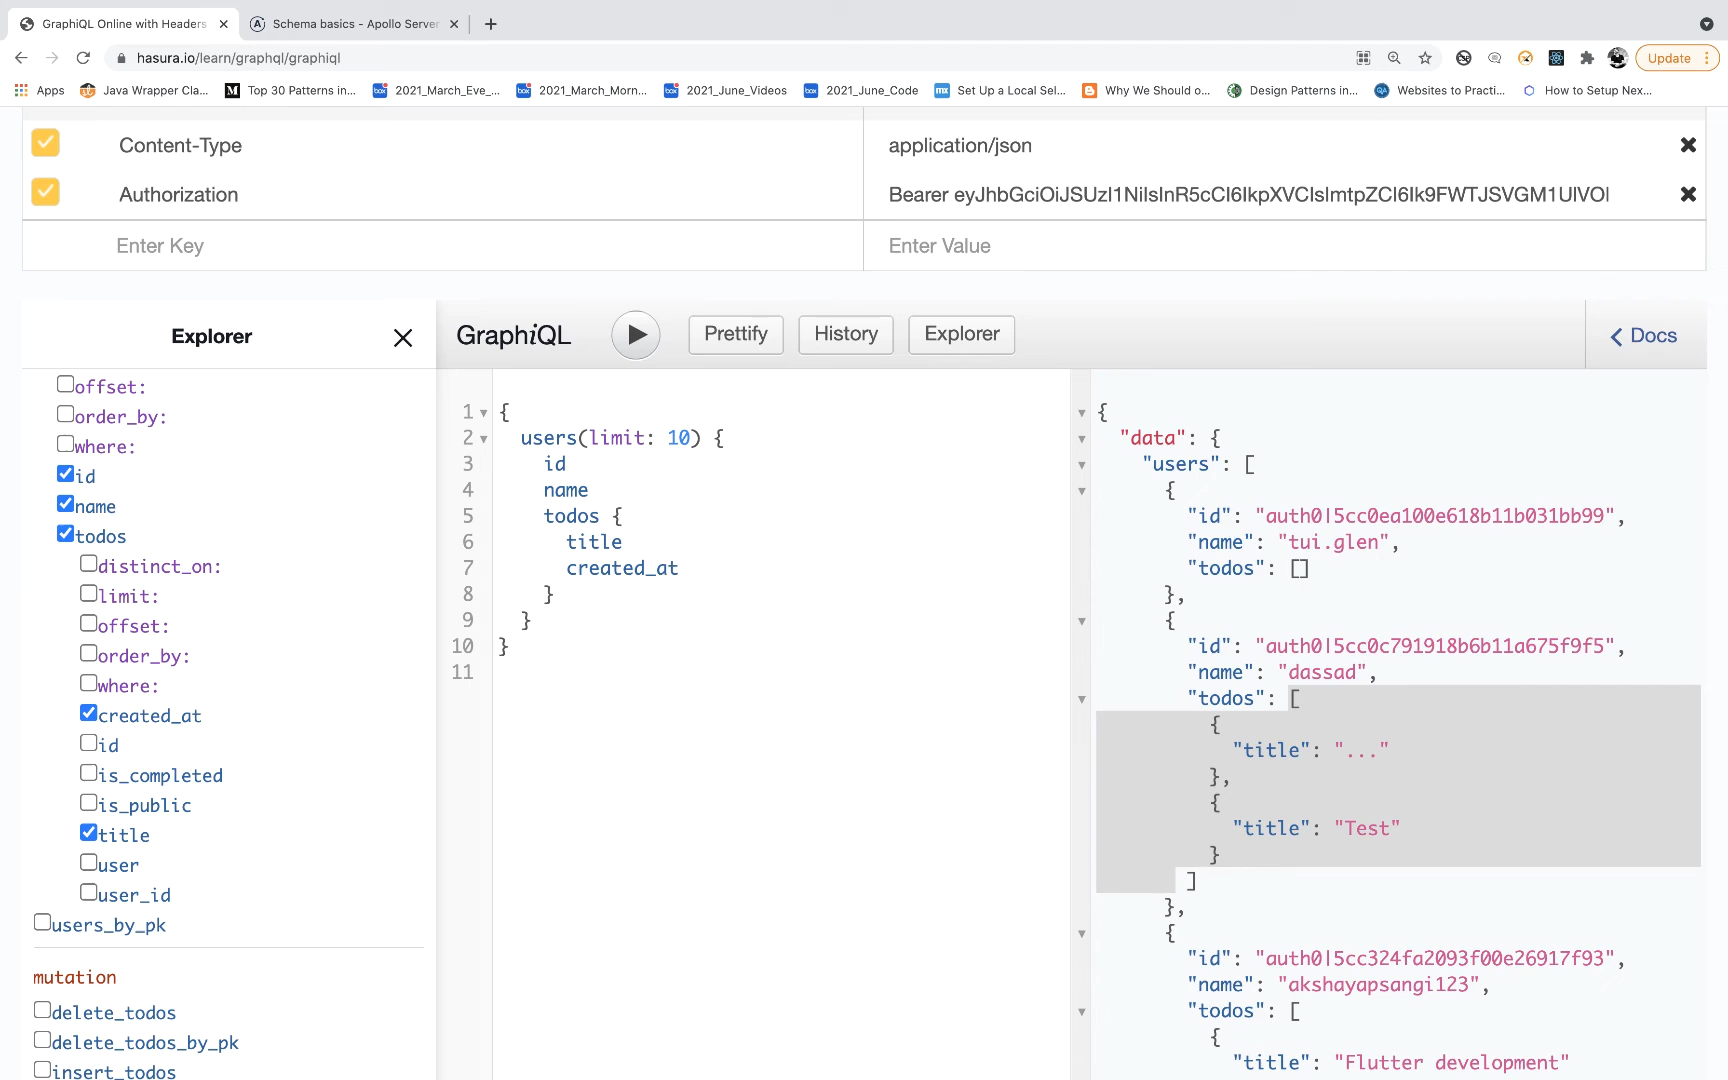 GraphiQL Online with Headers
Schema basics - Apollo Server
hasura.io/learn/graphql/graphiql
Update
Apps
Java Wrapper Cla...
Top 30 Patterns in...
2021_March_Eve_...
2021_March_Morn...
2021_June_Videos
2021_June_Code
Set Up a Local Sel...
Why We Should o...
Design Patterns in...
Websites to Practi...
How to Setup Nex...
Content-Type
application/json
Authorization
Enter Key
Enter Value
Explorer
GraphiQL
Prettify
History
Explorer
Docs
offset:
order_by:
where:
id
name
todos
distinct_on:
limit:
offset:
order_by:
where:
created_at
id
is_completed
is_public
title
user
user_id
users_by_pk
mutation
delete_todos
delete_todos_by_pk
insert_todos
1 {
2 users(limit: 10) {
3 id
4 name
5 todos {
6 title
7 created_at
8 }
9 }
10 }
11
{
"data": {
"users": [
{
"id": "auth0|5cc0ea100e618b11b031bb99",
"name": "tui.glen",
"todos": []
},
{
"id": "auth0|5cc0c791918b6b11a675f9f5",
"name": "dassad",
"todos": [
{
"title": "..."
},
{
"title": "Test"
}
]
},
{
"id": "auth0|5cc324fa2093f00e26917f93",
"name": "akshayapsangi123",
"todos": [
{
"title": "Flutter development"